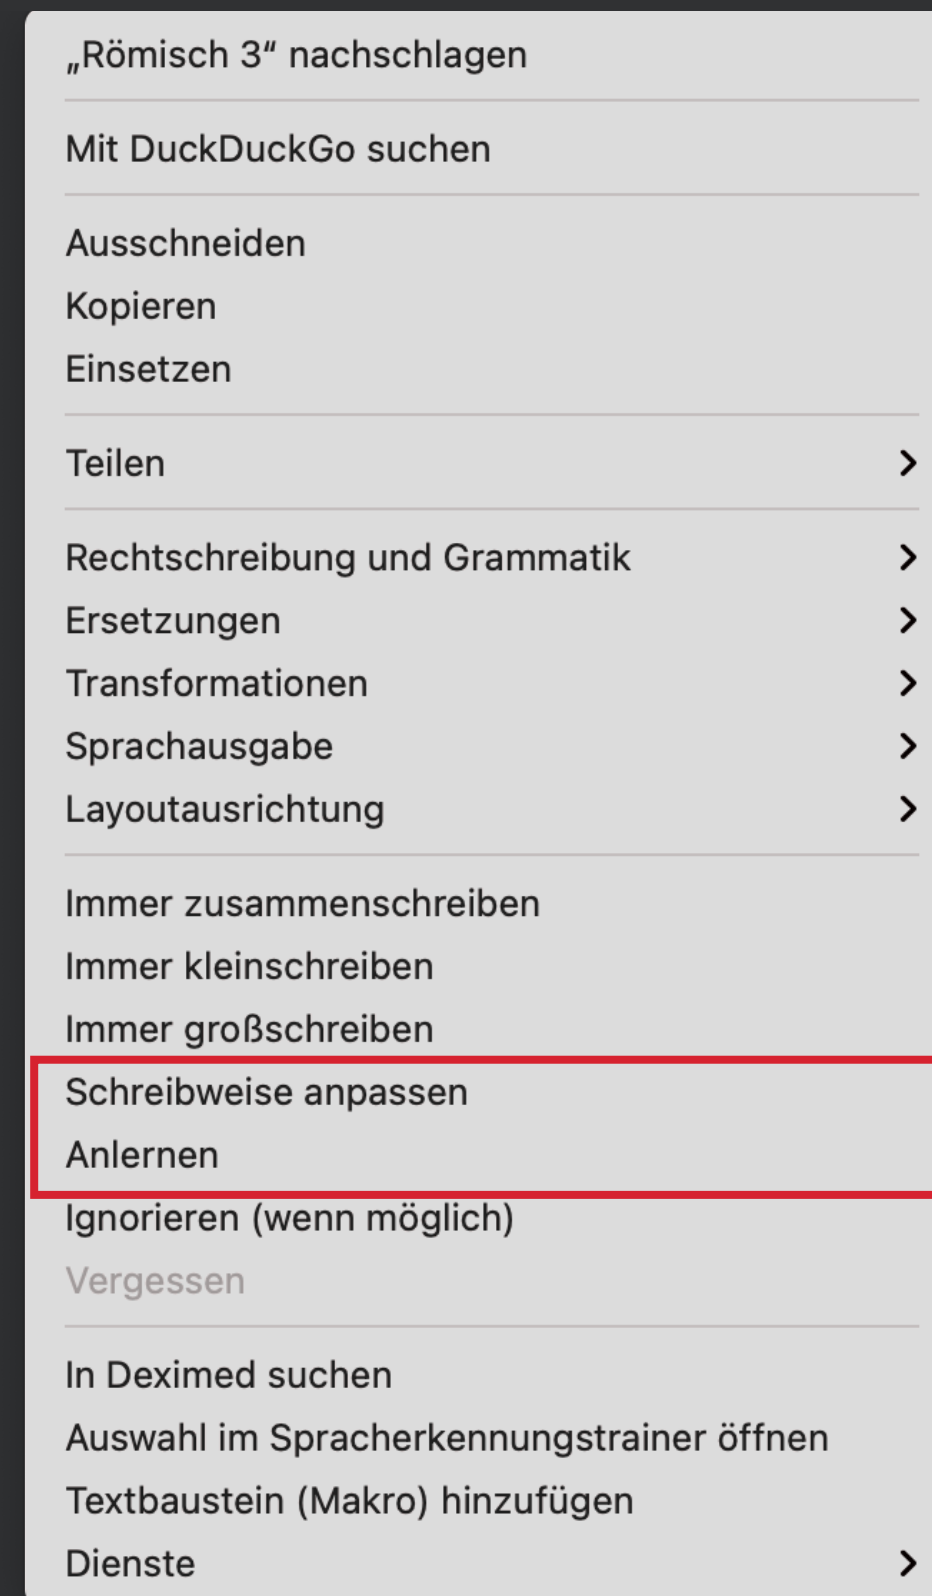 „Römisch 3“ nachschlagen
Mit DuckDuckGo suchen
Ausschneiden
Kopieren
Einsetzen
Teilen
Rechtschreibung und Grammatik
Ersetzungen
Transformationen
Sprachausgabe
Layoutausrichtung
Immer zusammenschreiben
Immer kleinschreiben
Immer großschreiben
Schreibweise anpassen
Anlernen
Ignorieren (wenn möglich)
Vergessen
In Deximed suchen
Auswahl im Spracherkennungstrainer öffnen
Textbaustein (Makro) hinzufügen
Dienste